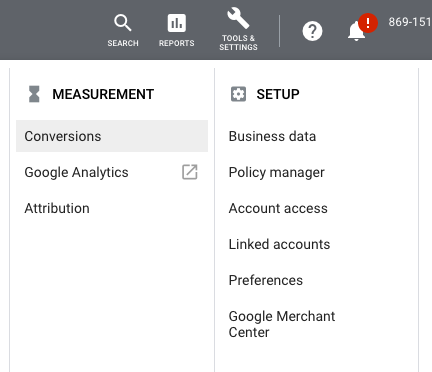 SEARCH
REPORTS
TOOLS &
SETTINGS
869-151
MEASUREMENT
Conversions
Google Analytics
Attribution
SETUP
Business data
Policy manager
Account access
Linked accounts
Preferences
Google Merchant
Center